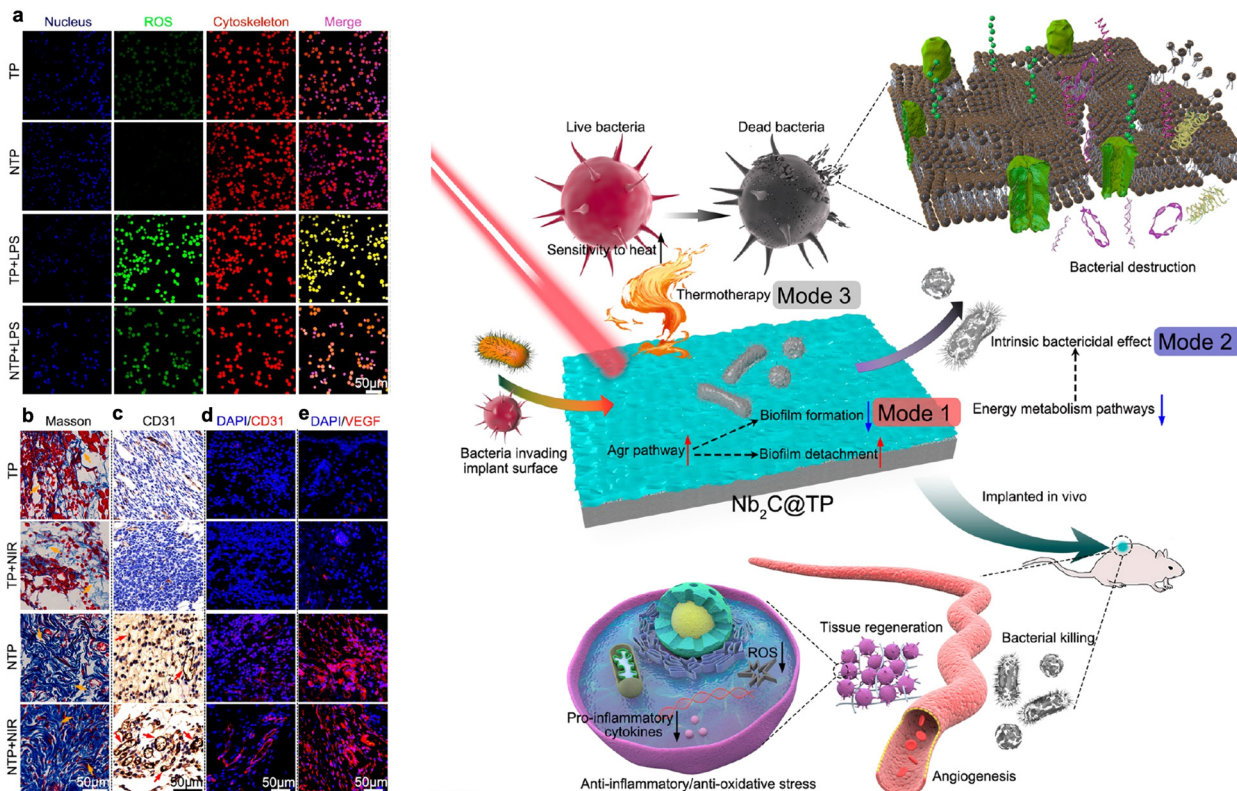 a
Nucleus ROS Cytoskeleton Merge
TP
NTP
TP+LPS
NTP+LPS
50μm
b Masson c CD31 d DAPI/CD31 e DAPI/VEGF
TP
TP+NIR
NTP
NTP+NIR
50μm 50μm 50μm 50μm
Live bacteria
Dead bacteria
Sensitivity to heat
Bacterial destruction
Thermotherapy Mode 3
Intrinsic bactericidal effect Mode 2
Energy metabolism pathways
Biofilm formation Mode 1
Agr pathway
Biofilm detachment
Bacteria invading
implant surface
Nb₂C@TP
Implanted in vivo
Tissue regeneration
Bacterial killing
ROS
Pro-inflammatory
cytokines
Anti-inflammatory/anti-oxidative stress
Angiogenesis